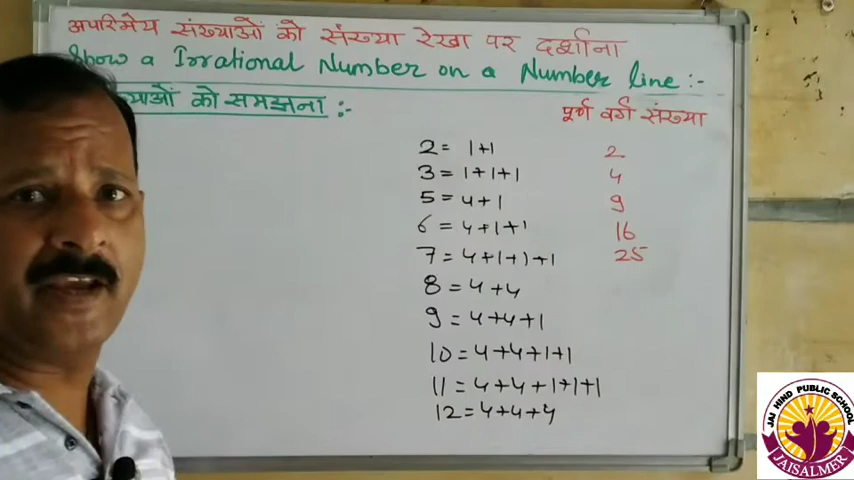 अपरिमेय संख्याओं को संख्या रेखा पर दर्शाना
Show a Irrational Number on a Number line :-
ख्याओं को समझना :-
पूर्ण वर्ग संख्या
2 = 1+1
3 = 1+1+1
5 = 4+1
6 = 4+1+1
7 = 4+1+1+1
8 = 4+4
9 = 4+4+1
10 = 4+4+1+1
11 = 4+4+1+1+1
12 = 4+4+4
2
4
9
16
25
JAI HIND PUBLIC SCHOOL
JAISALMER